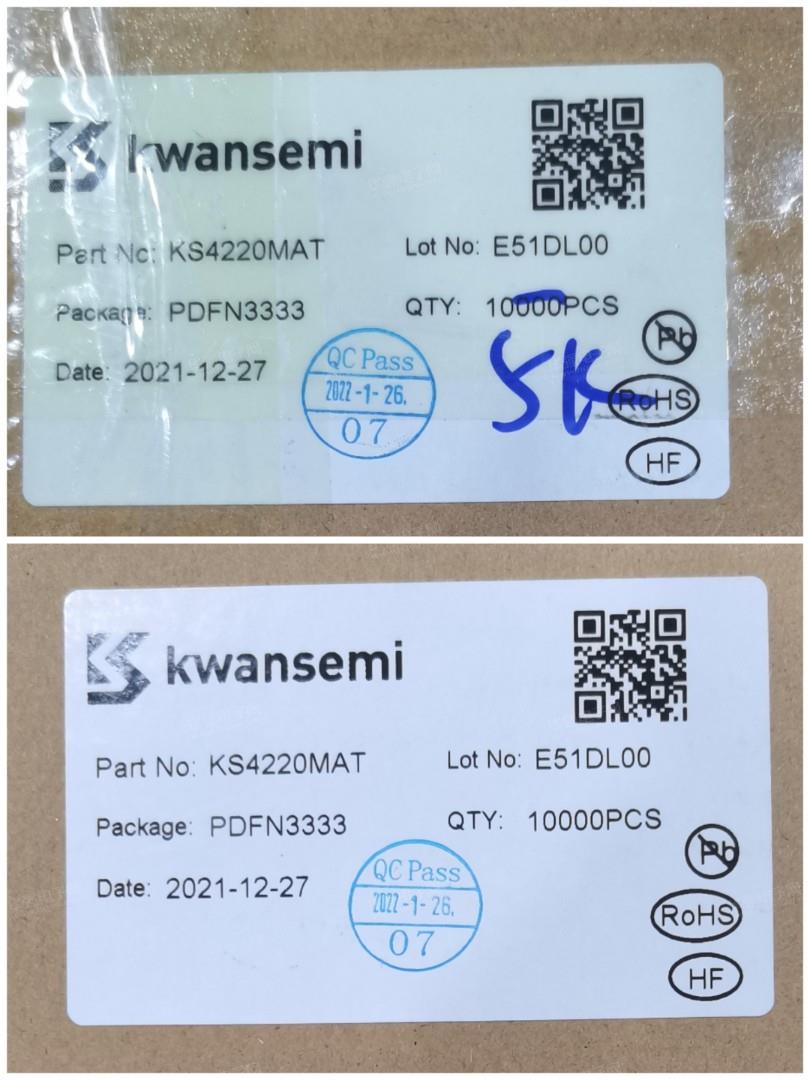 kwansemi
Part No: KS4220MAT
Lot No: E51DL00
Package: PDFN3333
QTY: 10000PCS
Date: 2021-12-27
QC Pass
2022-1-26.
07
5K
Pb
RoHS
HF
kwansemi
Part No: KS4220MAT
Lot No: E51DL00
Package: PDFN3333
QTY: 10000PCS
Date: 2021-12-27
QC Pass
2022-1-26.
07
Pb
RoHS
HF